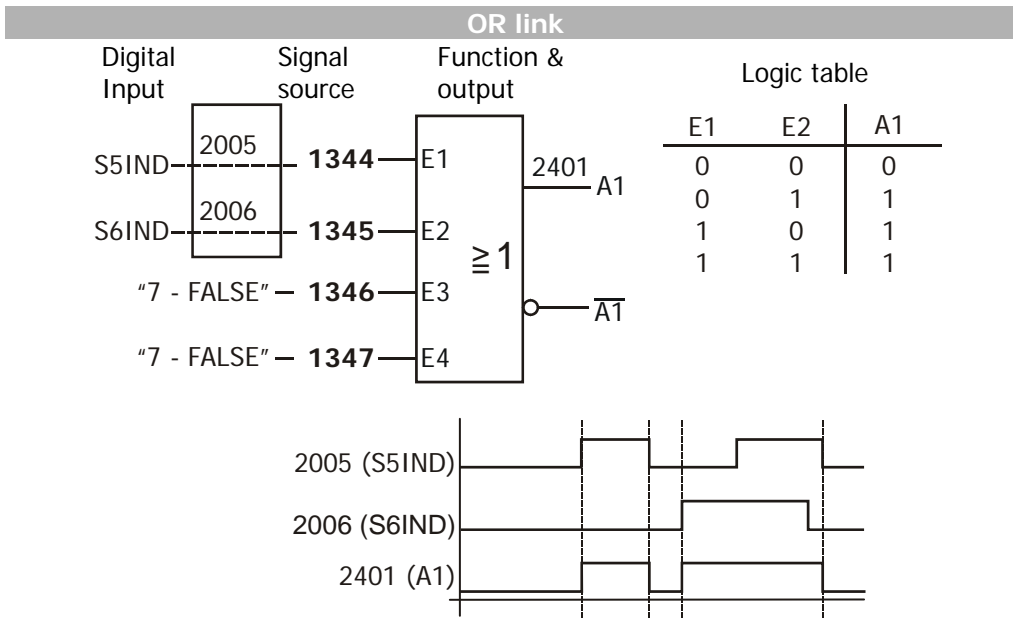 OR link
Digital Input
Signal source
Function & output
Logic table
S5IND 2005 1344 E1
S6IND 2006 1345 E2
"7 - FALSE" 1346 E3
"7 - FALSE" 1347 E4
≧1
2401 A1
A1
E1 E2 A1
0 0 0
0 1 1
1 0 1
1 1 1
2005 (S5IND)
2006 (S6IND)
2401 (A1)